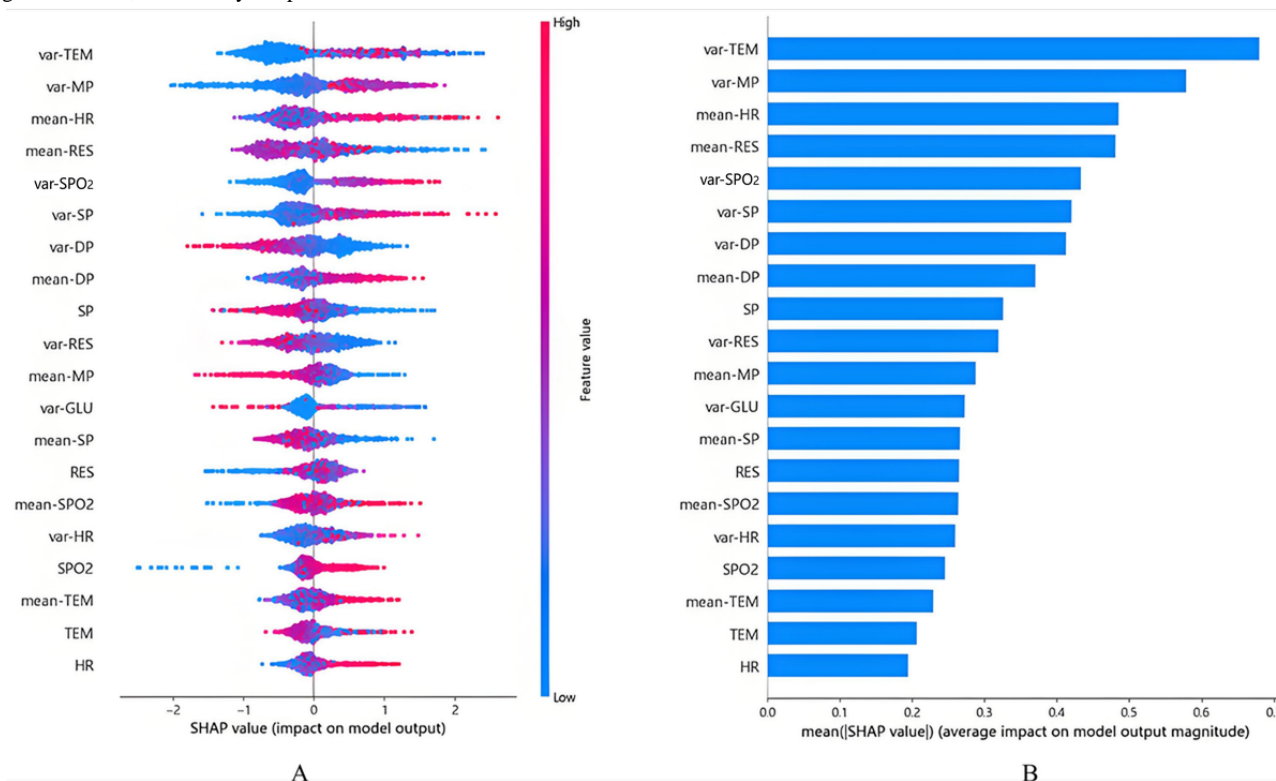 High
var-TEM
var-MP
mean-HR
mean-RES
var-SPO2
var-SP
var-DP
mean-DP
SP
var-RES
mean-MP
var-GLU
mean-SP
RES
mean-SPO2
var-HR
SPO2
mean-TEM
TEM
HR
Feature value
Low
−2 −1 0 1 2
SHAP value (impact on model output)
A
var-TEM
var-MP
mean-HR
mean-RES
var-SPO2
var-SP
var-DP
mean-DP
SP
var-RES
mean-MP
var-GLU
mean-SP
RES
mean-SPO2
var-HR
SPO2
mean-TEM
TEM
HR
0.0 0.1 0.2 0.3 0.4 0.5 0.6
mean(|SHAP value|) (average impact on model output magnitude)
B